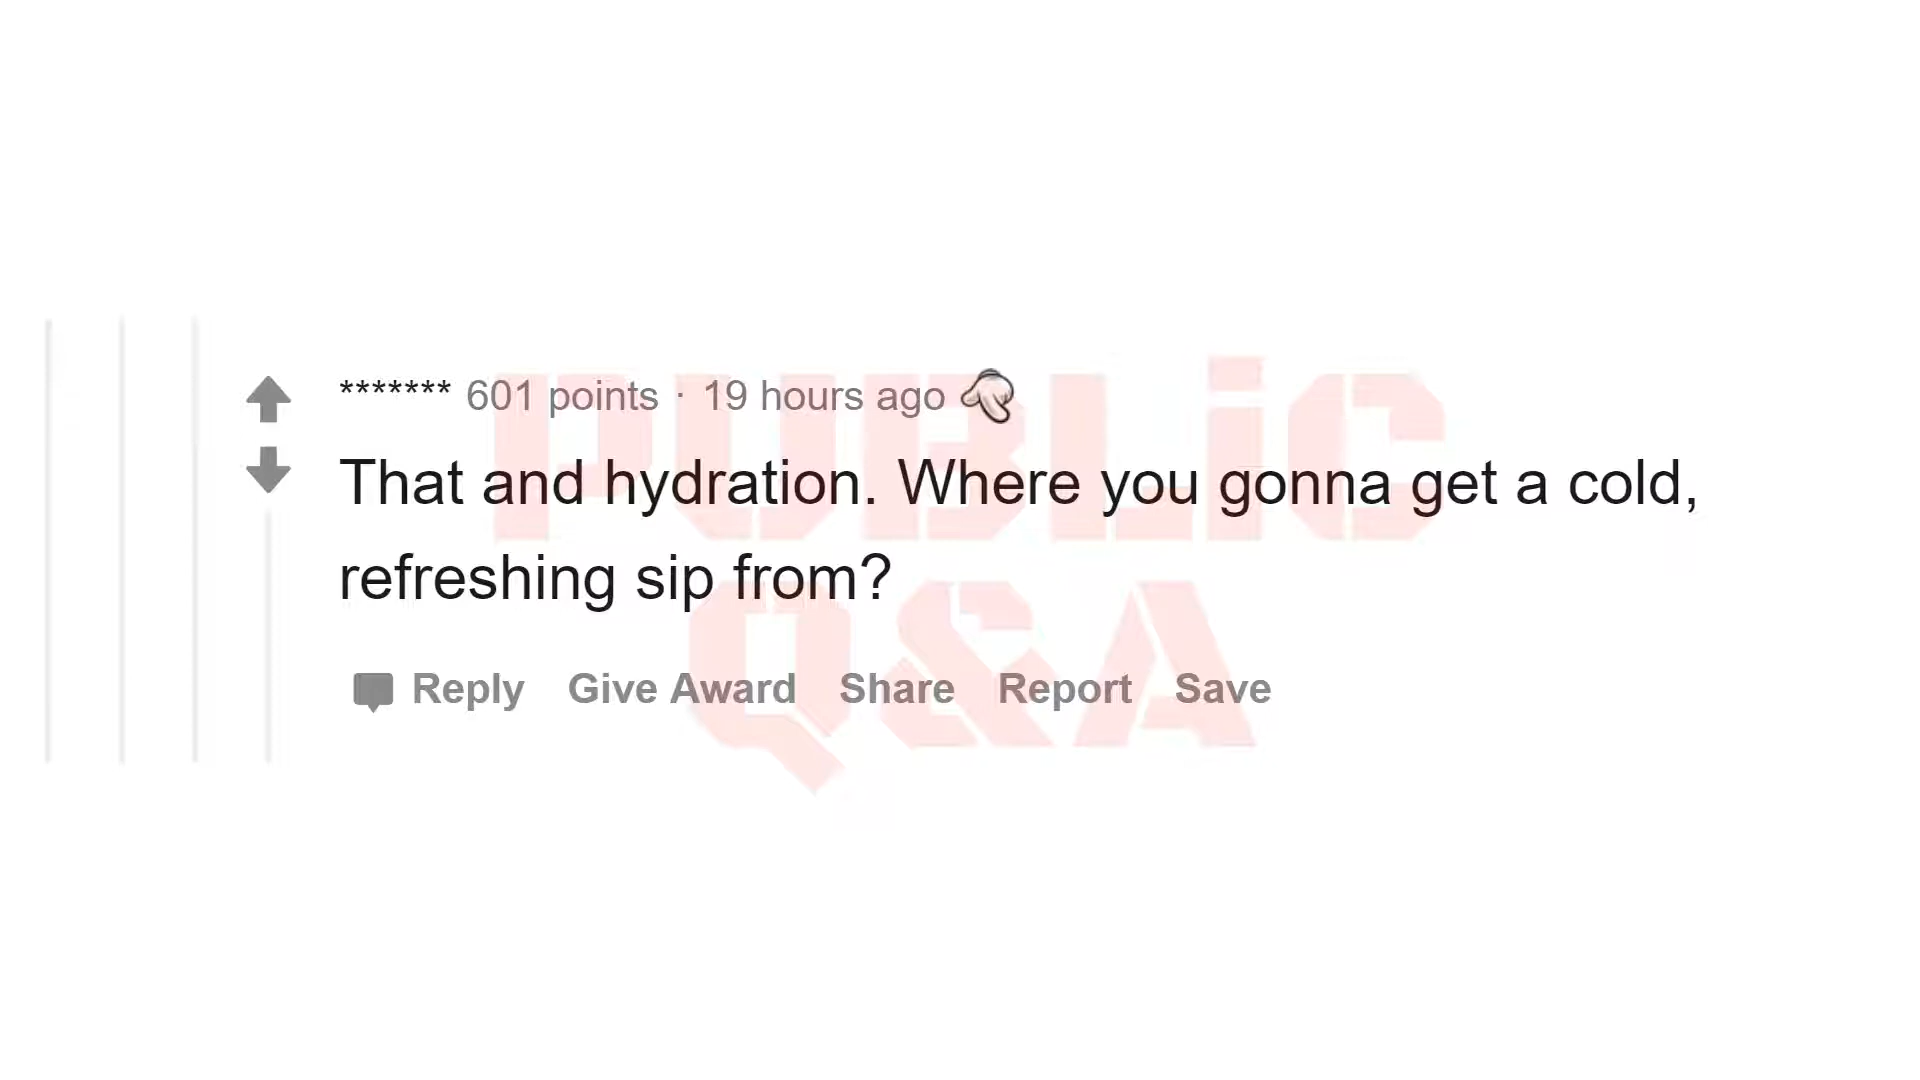 ******* 601 points · 19 hours ago
That and hydration. Where you gonna get a cold,
refreshing sip from?
Reply Give Award Share Report Save
PUBLiC
Q&A